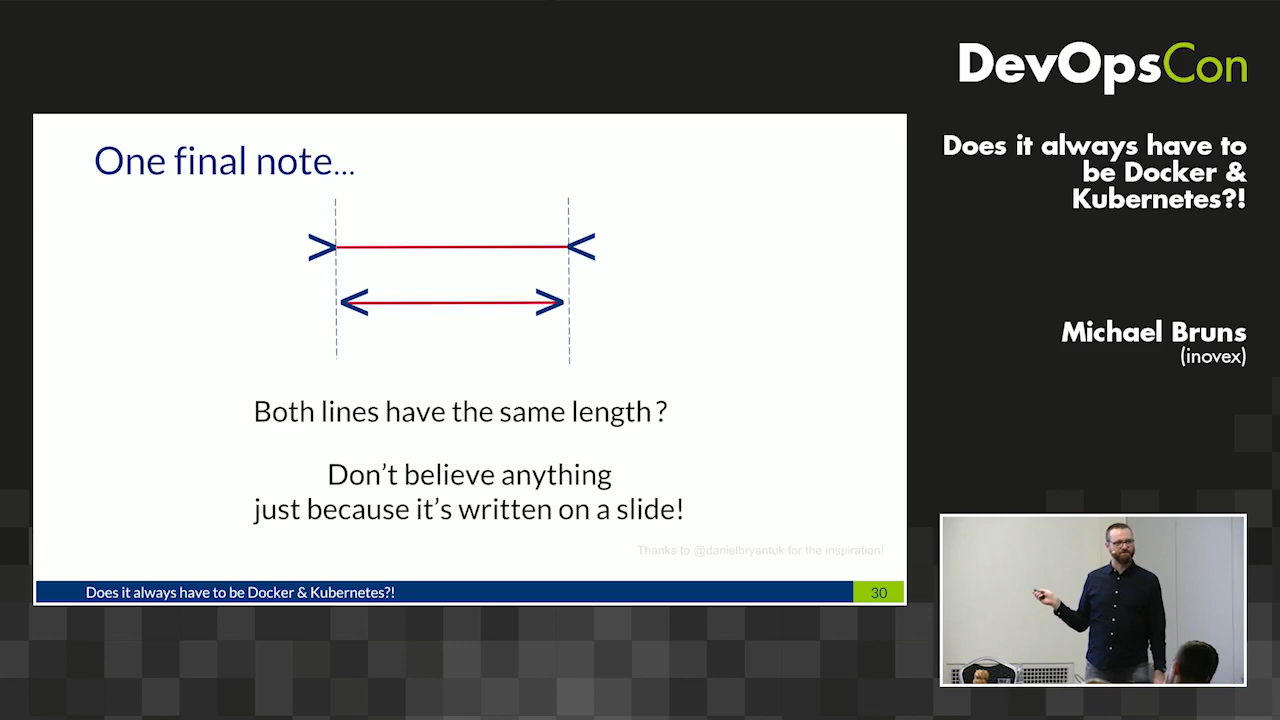 DevOpsCon
Does it always have to
be Docker &
Kubernetes?!
Michael Bruns
(inovex)
One final note...
Both lines have the same length?
Don't believe anything
just because it's written on a slide!
Thanks to @danielbryantuk for the inspiration!
Does it always have to be Docker & Kubernetes?!
30